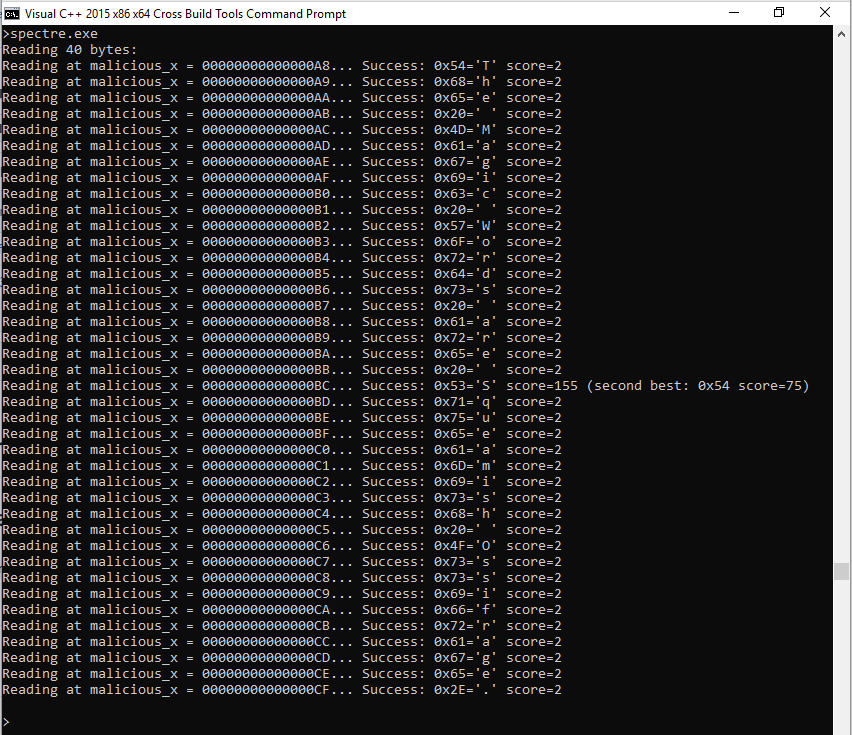 Visual C++ 2015 x86 x64 Cross Build Tools Command Prompt
>spectre.exe
Reading 40 bytes:
Reading at malicious_x = 00000000000000A8... Success: 0x54='T' score=2
Reading at malicious_x = 00000000000000A9... Success: 0x68='h' score=2
Reading at malicious_x = 00000000000000AA... Success: 0x65='e' score=2
Reading at malicious_x = 00000000000000AB... Success: 0x20=' ' score=2
Reading at malicious_x = 00000000000000AC... Success: 0x4D='M' score=2
Reading at malicious_x = 00000000000000AD... Success: 0x61='a' score=2
Reading at malicious_x = 00000000000000AE... Success: 0x67='g' score=2
Reading at malicious_x = 00000000000000AF... Success: 0x69='i' score=2
Reading at malicious_x = 00000000000000B0... Success: 0x63='c' score=2
Reading at malicious_x = 00000000000000B1... Success: 0x20=' ' score=2
Reading at malicious_x = 00000000000000B2... Success: 0x57='W' score=2
Reading at malicious_x = 00000000000000B3... Success: 0x6F='o' score=2
Reading at malicious_x = 00000000000000B4... Success: 0x72='r' score=2
Reading at malicious_x = 00000000000000B5... Success: 0x64='d' score=2
Reading at malicious_x = 00000000000000B6... Success: 0x73='s' score=2
Reading at malicious_x = 00000000000000B7... Success: 0x20=' ' score=2
Reading at malicious_x = 00000000000000B8... Success: 0x61='a' score=2
Reading at malicious_x = 00000000000000B9... Success: 0x72='r' score=2
Reading at malicious_x = 00000000000000BA... Success: 0x65='e' score=2
Reading at malicious_x = 00000000000000BB... Success: 0x20=' ' score=2
Reading at malicious_x = 00000000000000BC... Success: 0x53='S' score=155 (second best: 0x54 score=75)
Reading at malicious_x = 00000000000000BD... Success: 0x71='q' score=2
Reading at malicious_x = 00000000000000BE... Success: 0x75='u' score=2
Reading at malicious_x = 00000000000000BF... Success: 0x65='e' score=2
Reading at malicious_x = 00000000000000C0... Success: 0x61='a' score=2
Reading at malicious_x = 00000000000000C1... Success: 0x6D='m' score=2
Reading at malicious_x = 00000000000000C2... Success: 0x69='i' score=2
Reading at malicious_x = 00000000000000C3... Success: 0x73='s' score=2
Reading at malicious_x = 00000000000000C4... Success: 0x68='h' score=2
Reading at malicious_x = 00000000000000C5... Success: 0x20=' ' score=2
Reading at malicious_x = 00000000000000C6... Success: 0x4F='O' score=2
Reading at malicious_x = 00000000000000C7... Success: 0x73='s' score=2
Reading at malicious_x = 00000000000000C8... Success: 0x73='s' score=2
Reading at malicious_x = 00000000000000C9... Success: 0x69='i' score=2
Reading at malicious_x = 00000000000000CA... Success: 0x66='f' score=2
Reading at malicious_x = 00000000000000CB... Success: 0x72='r' score=2
Reading at malicious_x = 00000000000000CC... Success: 0x61='a' score=2
Reading at malicious_x = 00000000000000CD... Success: 0x67='g' score=2
Reading at malicious_x = 00000000000000CE... Success: 0x65='e' score=2
Reading at malicious_x = 00000000000000CF... Success: 0x2E='.' score=2
>